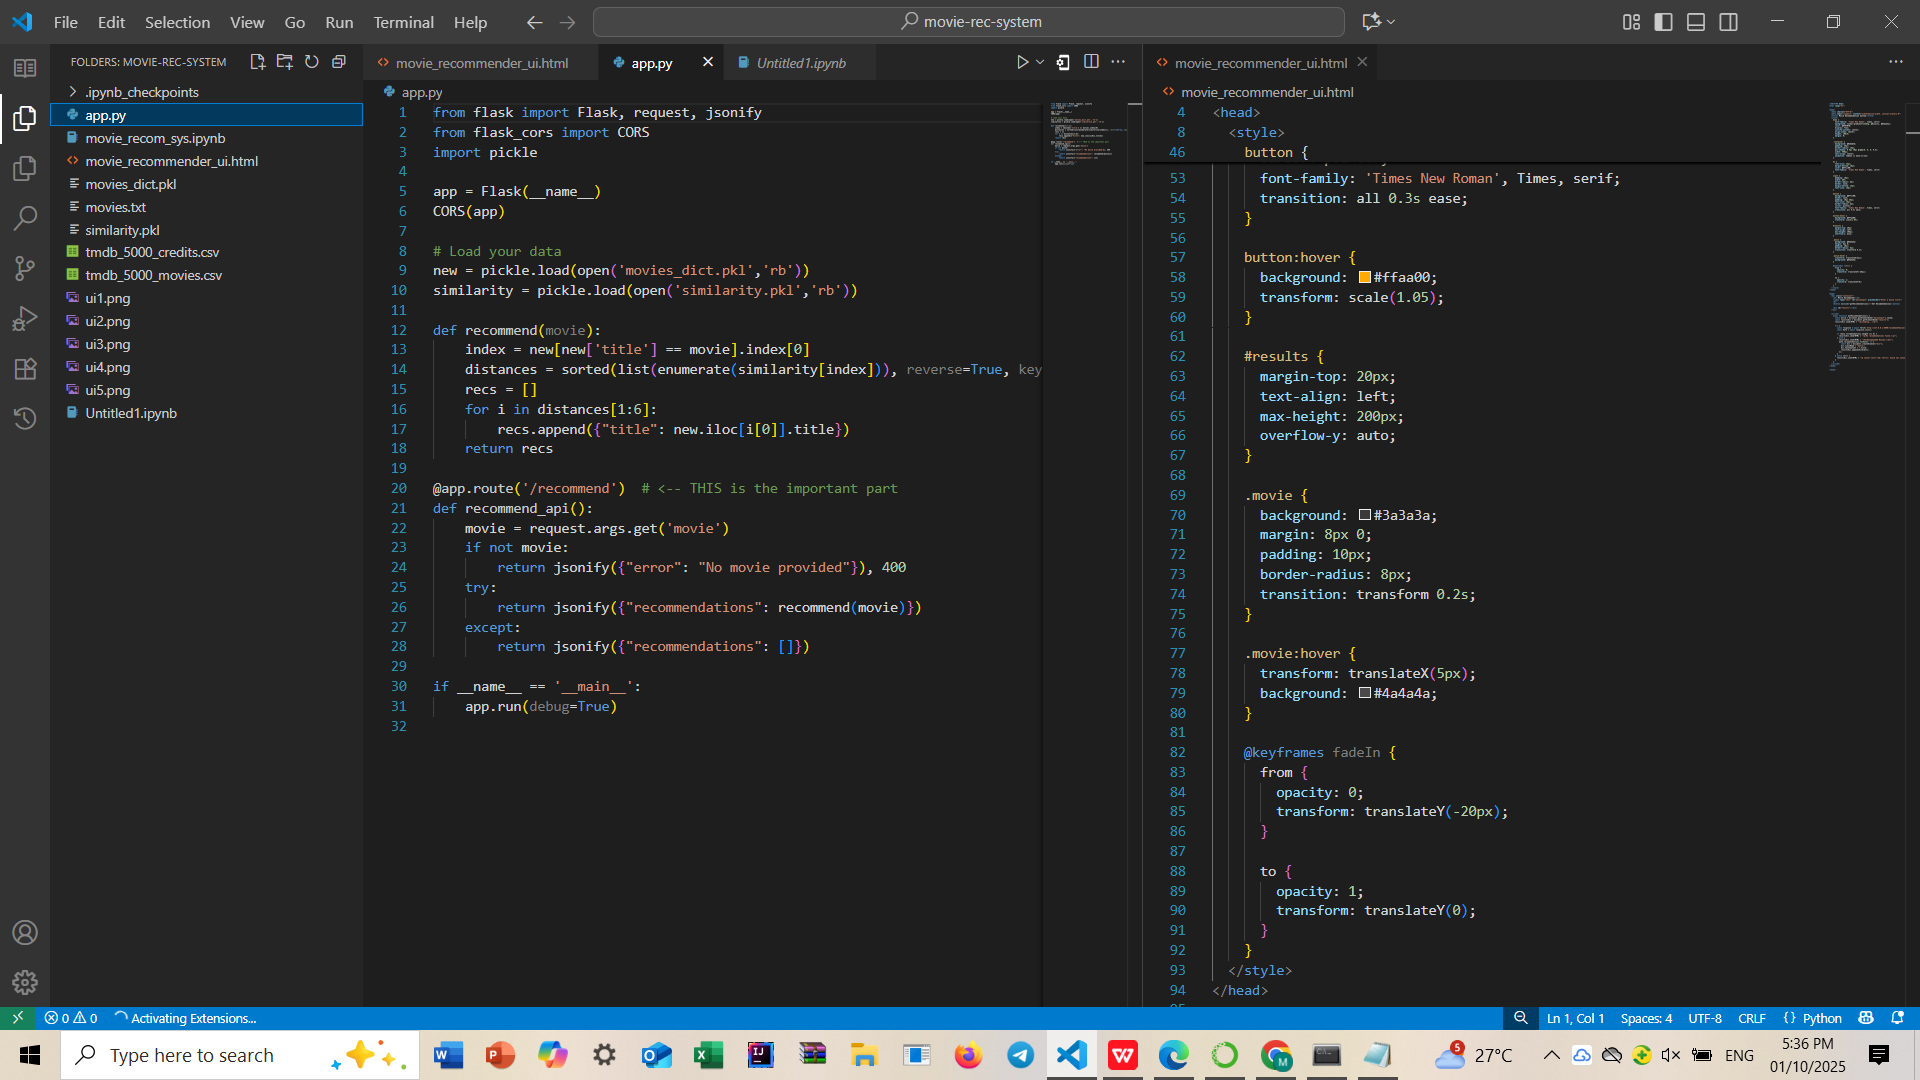 File Edit Selection View Go Run Terminal Help
movie-rec-system
FOLDERS: MOVIE-REC-SYSTEM
.ipynb_checkpoints
app.py
movie_recom_sys.ipynb
movie_recommender_ui.html
movies_dict.pkl
movies.txt
similarity.pkl
tmdb_5000_credits.csv
tmdb_5000_movies.csv
ui1.png
ui2.png
ui3.png
ui4.png
ui5.png
Untitled1.ipynb
movie_recommender_ui.html app.py Untitled1.ipynb
app.py
1 from flask import Flask, request, jsonify
2 from flask_cors import CORS
3 import pickle
4
5 app = Flask(__name__)
6 CORS(app)
7
8 # Load your data
9 new = pickle.load(open('movies_dict.pkl','rb'))
10 similarity = pickle.load(open('similarity.pkl','rb'))
11
12 def recommend(movie):
13 index = new[new['title'] == movie].index[0]
14 distances = sorted(list(enumerate(similarity[index])), reverse=True, key
15 recs = []
16 for i in distances[1:6]:
17 recs.append({"title": new.iloc[i[0]].title})
18 return recs
19
20 @app.route('/recommend')  # <-- THIS is the important part
21 def recommend_api():
22 movie = request.args.get('movie')
23 if not movie:
24 return jsonify({"error": "No movie provided"}), 400
25 try:
26 return jsonify({"recommendations": recommend(movie)})
27 except:
28 return jsonify({"recommendations": []})
29
30 if __name__ == '__main__':
31 app.run(debug=True)
32
movie_recommender_ui.html
movie_recommender_ui.html
4 <head>
8 <style>
46 button {
53 font-family: 'Times New Roman', Times, serif;
54 transition: all 0.3s ease;
55 }
56
57 button:hover {
58 background: #ffaa00;
59 transform: scale(1.05);
60 }
61
62 #results {
63 margin-top: 20px;
64 text-align: left;
65 max-height: 200px;
66 overflow-y: auto;
67 }
68
69 .movie {
70 background: #3a3a3a;
71 margin: 8px 0;
72 padding: 10px;
73 border-radius: 8px;
74 transition: transform 0.2s;
75 }
76
77 .movie:hover {
78 transform: translateX(5px);
79 background: #4a4a4a;
80 }
81
82 @keyframes fadeIn {
83 from {
84 opacity: 0;
85 transform: translateY(-20px);
86 }
87
88 to {
89 opacity: 1;
90 transform: translateY(0);
91 }
92 }
93 </style>
94 </head>
0 0 Activating Extensions...
Ln 1, Col 1 Spaces: 4 UTF-8 CRLF {} Python
Type here to search
5 27°C ENG
5:36 PM
01/10/2025